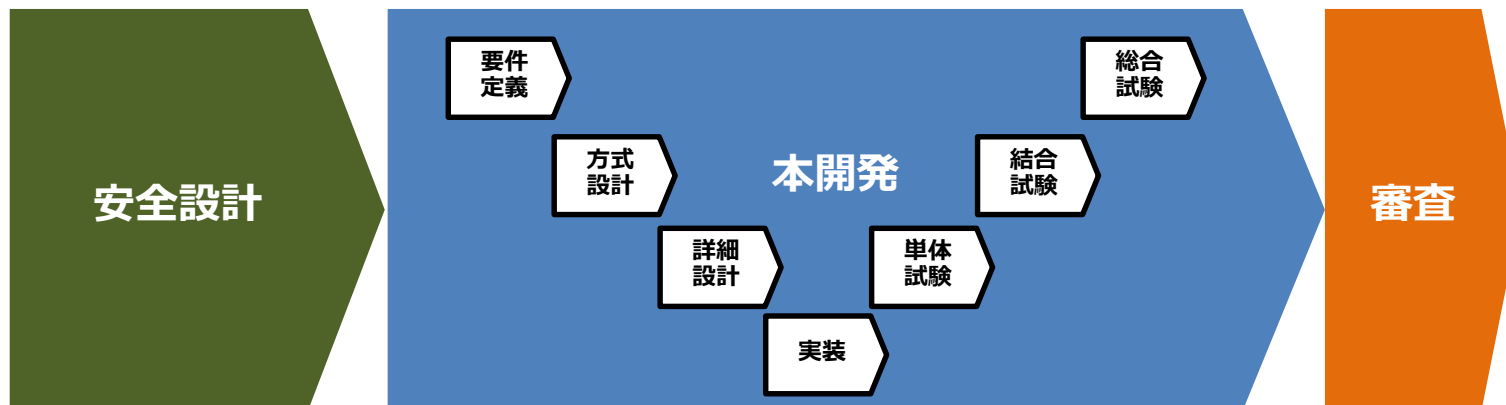 安全設計
要件
定義
方式
設計
詳細
設計
実装
本開発
単体
試験
結合
試験
総合
試験
審査